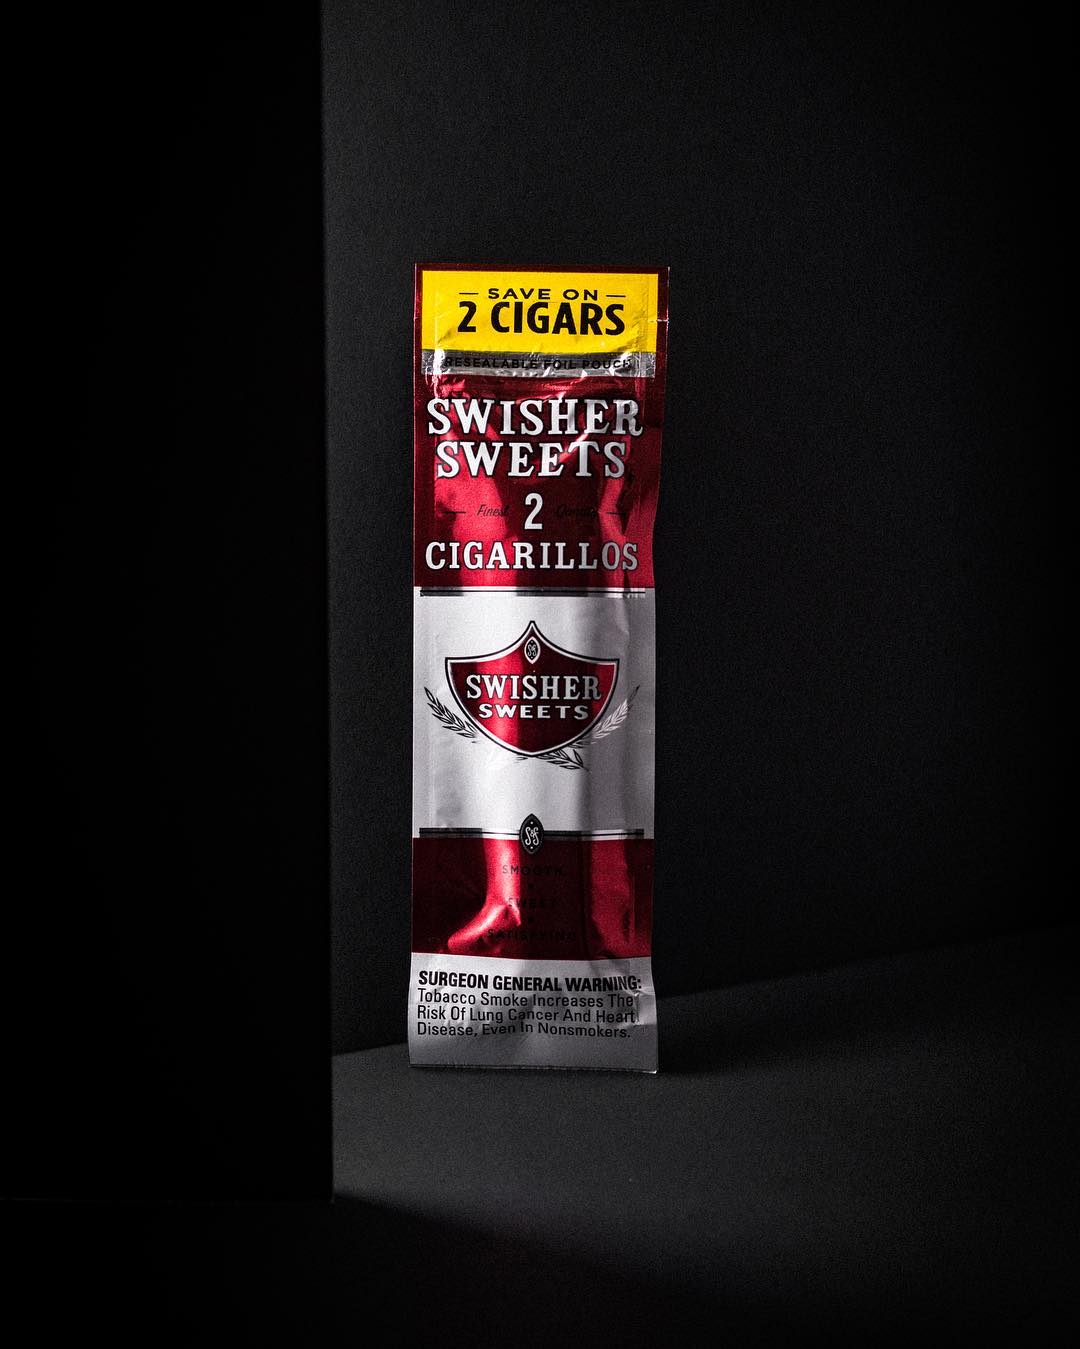 — SAVE ON —
2 CIGARS
RESEALABLE FOIL POUCH
SWISHER
SWEETS
— Finest 2 Quality —
CIGARILLOS
S&S
SWISHER
SWEETS
S&S
SMOOTH
SWEET
SATISFYING
SURGEON GENERAL WARNING:
Tobacco Smoke Increases The
Risk Of Lung Cancer And Heart
Disease, Even In Nonsmokers.